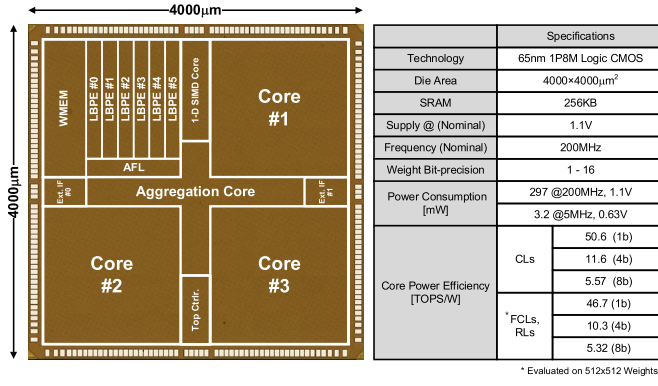 4000μm
4000μm
WMEM
LBPE #0
LBPE #1
LBPE #2
LBPE #3
LBPE #4
LBPE #5
1-D SIMD Core
Core
#1
AFL
Ext. IF
#0
Aggregation Core
Ext. IF
#1
Core
#2
Core
#3
Top Ctrlr.
Specifications
Technology 65nm 1P8M Logic CMOS
Die Area 4000×4000μm²
SRAM 256KB
Supply @ (Nominal) 1.1V
Frequency (Nominal) 200MHz
Weight Bit-precision 1 - 16
Power Consumption
[mW]
297 @200MHz, 1.1V
3.2 @5MHz, 0.63V
Core Power Efficiency
[TOPS/W]
CLs
50.6 (1b)
11.6 (4b)
5.57 (8b)
*FCLs,
RLs
46.7 (1b)
10.3 (4b)
5.32 (8b)
* Evaluated on 512x512 Weights